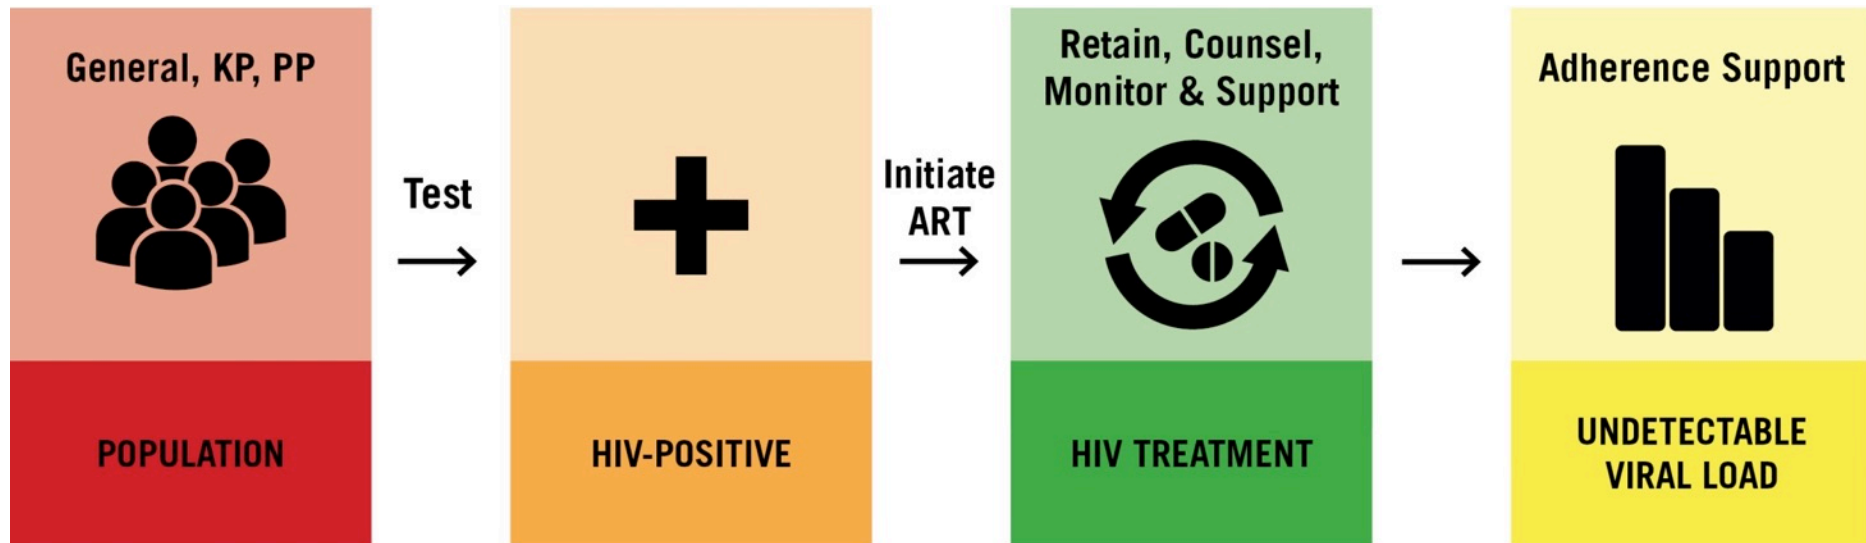 General, KP, PP
POPULATION
Test
HIV-POSITIVE
Initiate
ART
Retain, Counsel,
Monitor & Support
HIV TREATMENT
Adherence Support
UNDETECTABLE
VIRAL LOAD